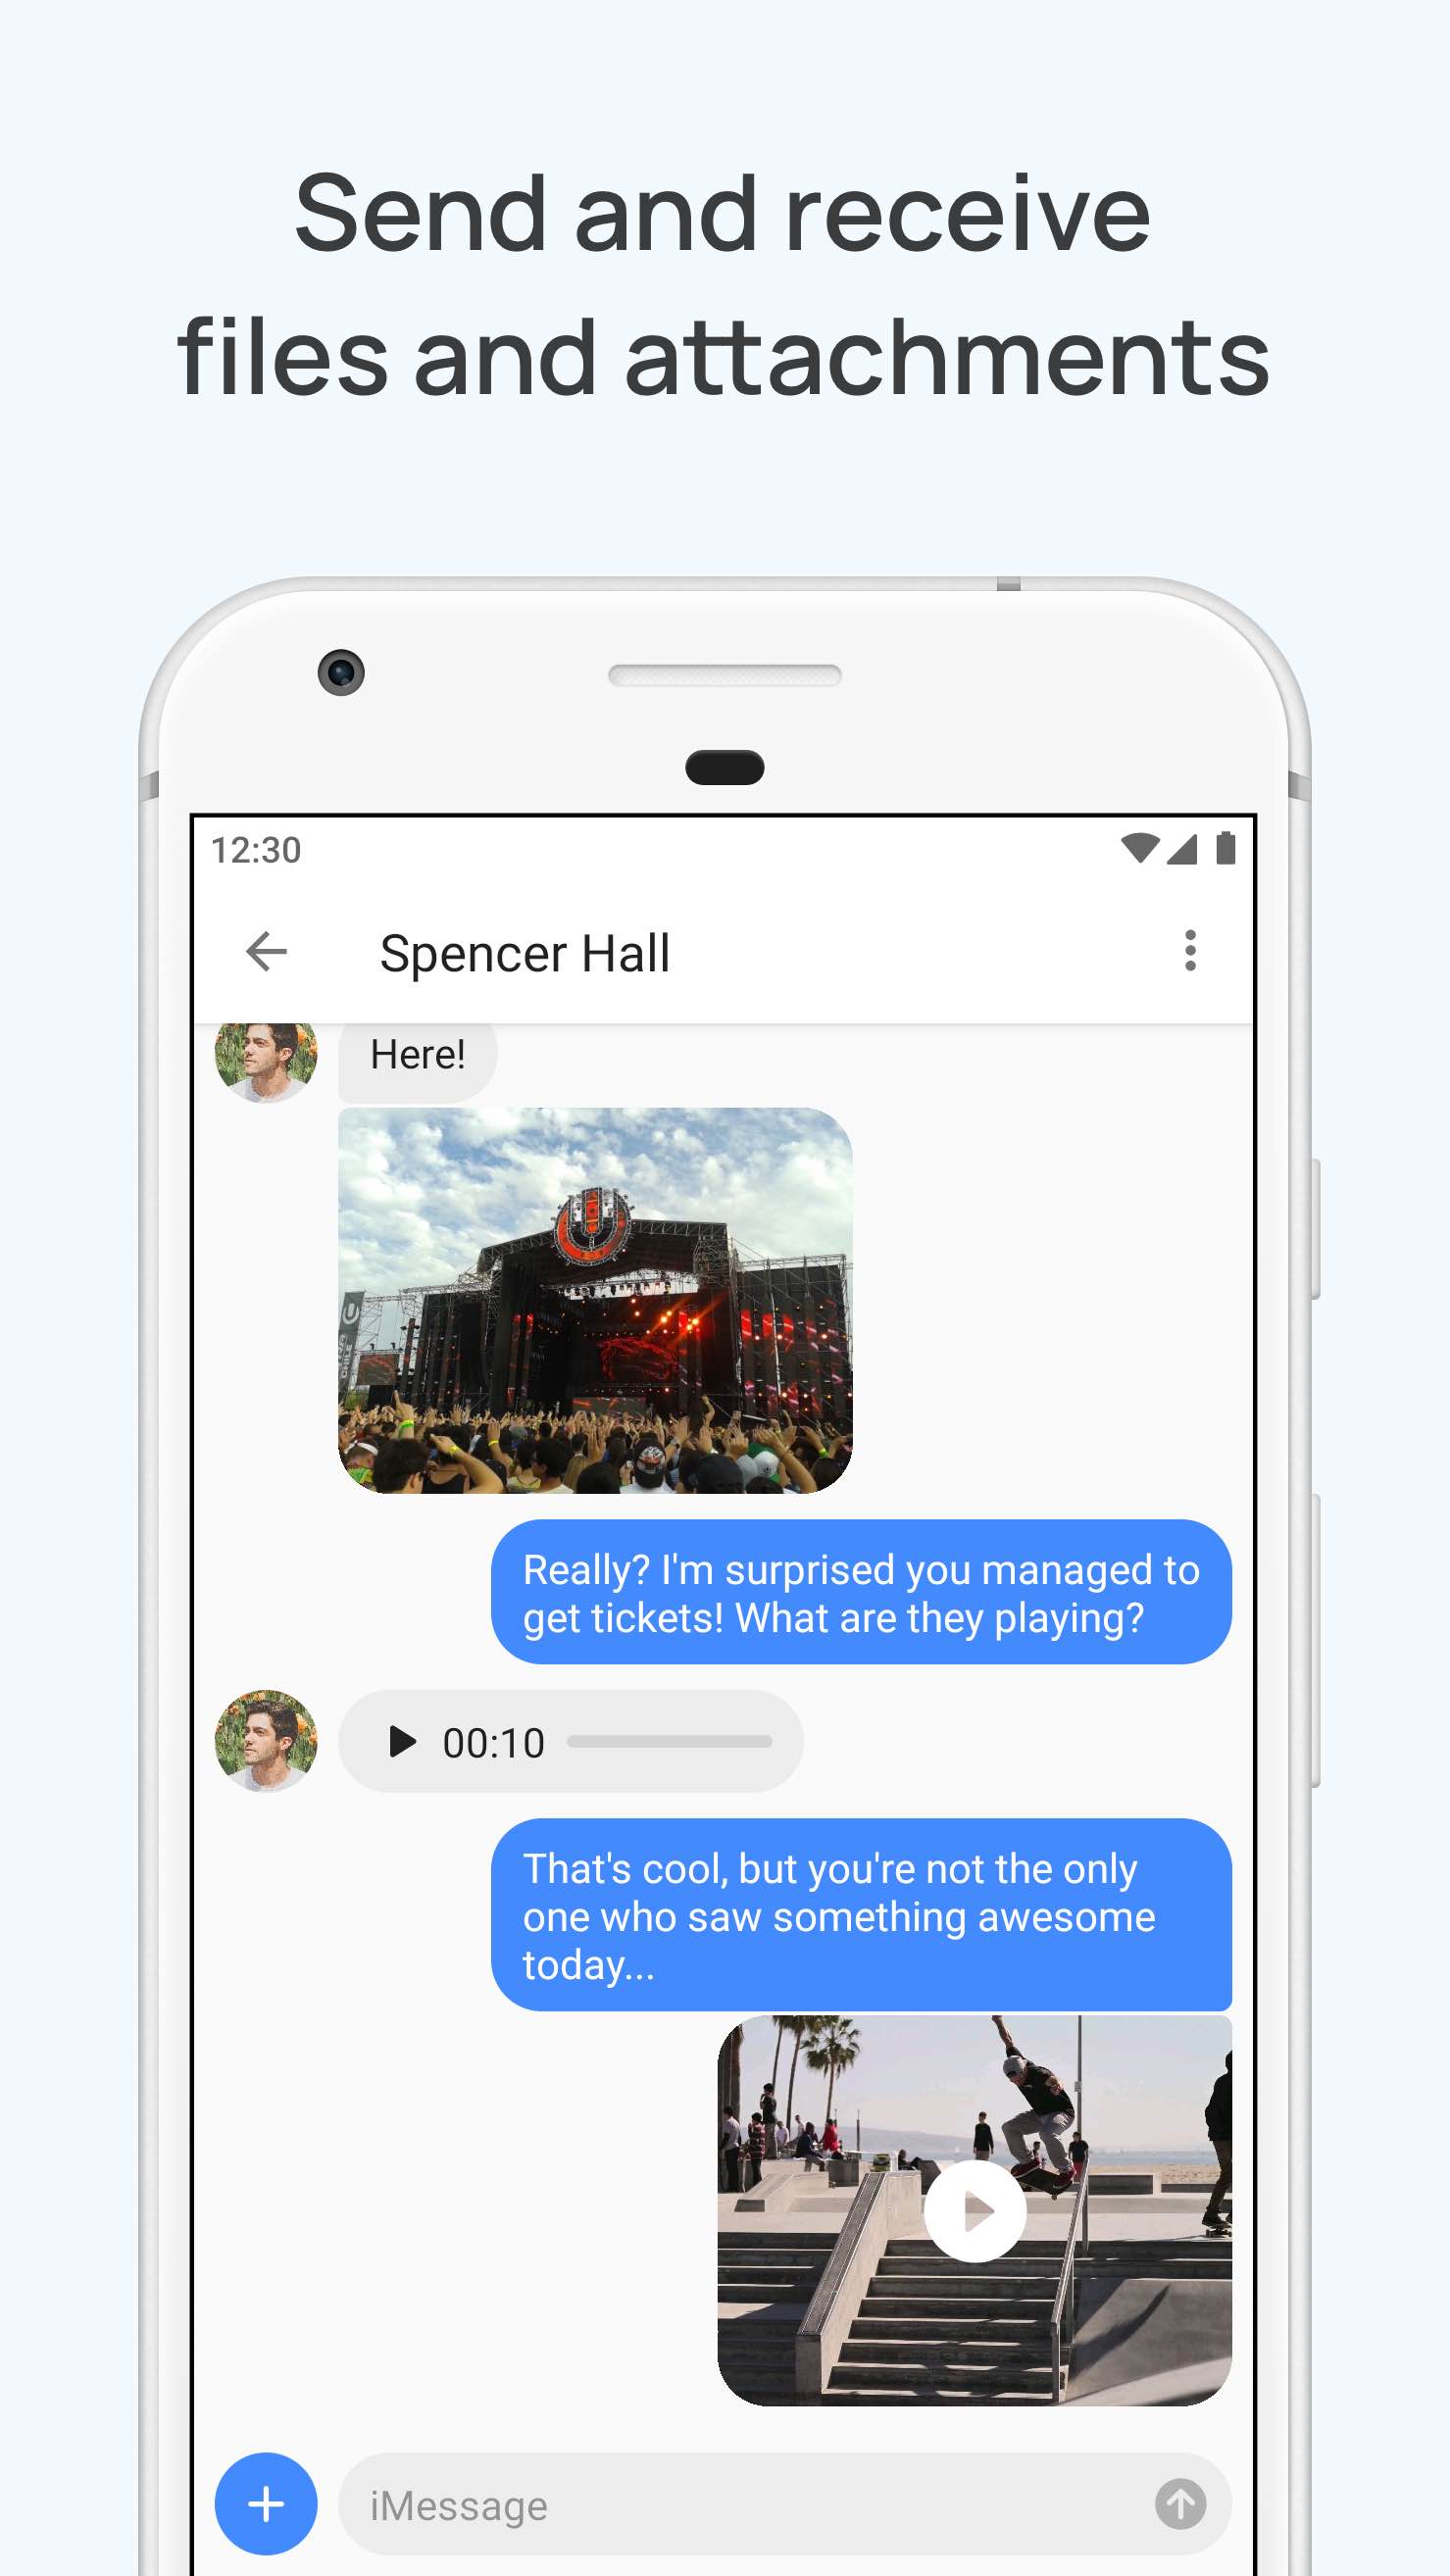 Send and receive
files and attachments
12:30
Spencer Hall
Here!
Really? I'm surprised you managed to
get tickets! What are they playing?
00:10
That's cool, but you're not the only
one who saw something awesome
today...
iMessage